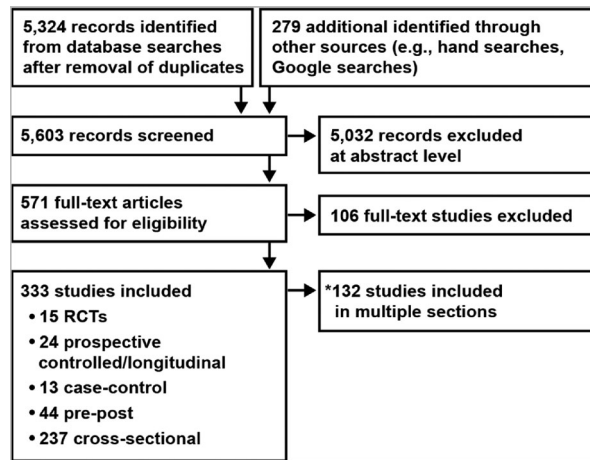 5,324 records identified
from database searches
after removal of duplicates
279 additional identified through
other sources (e.g., hand searches,
Google searches)
5,603 records screened
5,032 records excluded
at abstract level
571 full-text articles
assessed for eligibility
106 full-text studies excluded
333 studies included
• 15 RCTs
• 24 prospective
controlled/longitudinal
• 13 case-control
• 44 pre-post
• 237 cross-sectional
*132 studies included
in multiple sections